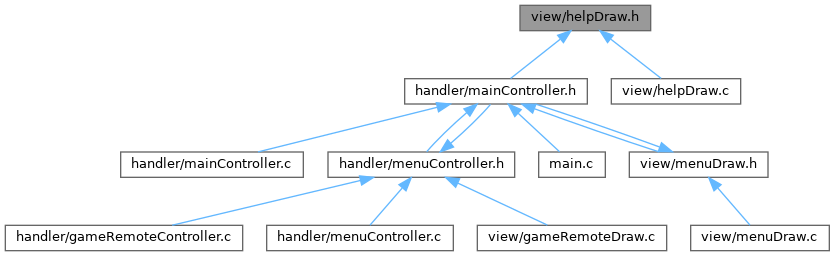 view/helpDraw.h
handler/mainController.h
view/helpDraw.c
handler/mainController.c
handler/menuController.h
main.c
view/menuDraw.h
handler/gameRemoteController.c
handler/menuController.c
view/gameRemoteDraw.c
view/menuDraw.c